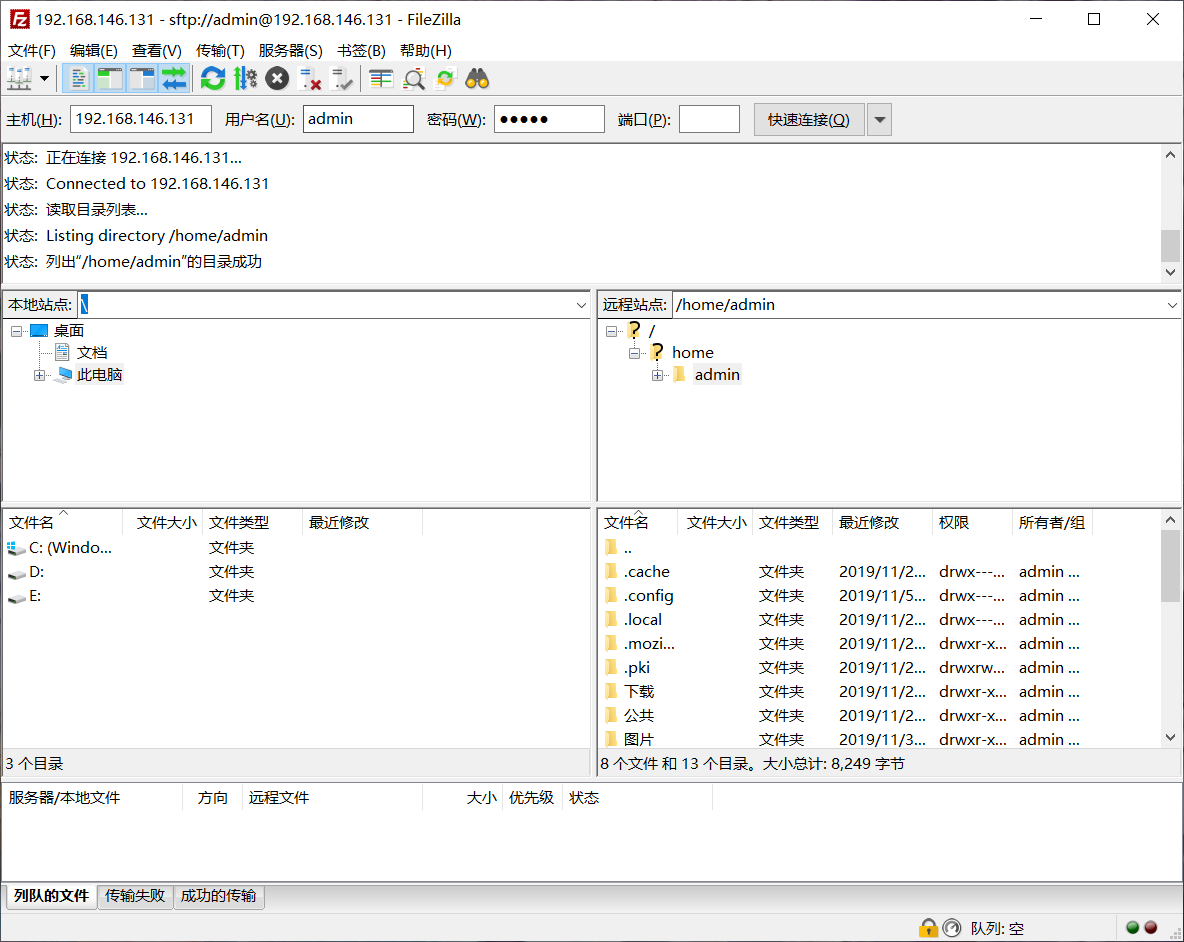 192.168.146.131 - sftp://admin@192.168.146.131 - FileZilla
文件(F) 编辑(E) 查看(V) 传输(T) 服务器(S) 书签(B) 帮助(H)
主机(H): 192.168.146.131 用户名(U): admin 密码(W): ●●●●● 端口(P): 快速连接(Q)
状态: 正在连接 192.168.146.131...
状态: Connected to 192.168.146.131
状态: 读取目录列表...
状态: Listing directory /home/admin
状态: 列出“/home/admin”的目录成功
本地站点: \
桌面
文档
此电脑
远程站点: /home/admin
/
home
admin
文件名 文件大小 文件类型 最近修改
C: (Windo... 文件夹
D: 文件夹
E: 文件夹
3 个目录
文件名 文件大小 文件类型 最近修改 权限 所有者/组
..
.cache 文件夹 2019/11/2... drwx---... admin ...
.config 文件夹 2019/11/5... drwx---... admin ...
.local 文件夹 2019/11/2... drwx---... admin ...
.mozi... 文件夹 2019/11/2... drwxr-x... admin ...
.pki 文件夹 2019/11/2... drwxrw... admin ...
下载 文件夹 2019/11/2... drwxr-x... admin ...
公共 文件夹 2019/11/2... drwxr-x... admin ...
图片 文件夹 2019/11/3... drwxr-x... admin ...
8 个文件 和 13 个目录。大小总计: 8,249 字节
服务器/本地文件 方向 远程文件 大小 优先级 状态
列队的文件 传输失败 成功的传输
队列: 空